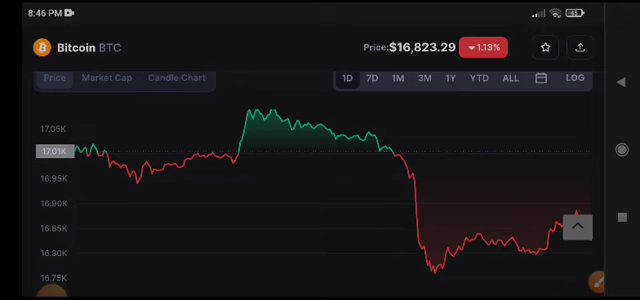 8:46 PM
Bitcoin BTC
Price: $16,823.29 1.13%
Price Market Cap Candle Chart
1D 7D 1M 3M 1Y YTD ALL LOG
17.05K
17.01K
16.95K
16.90K
16.85K
16.80K
16.75K